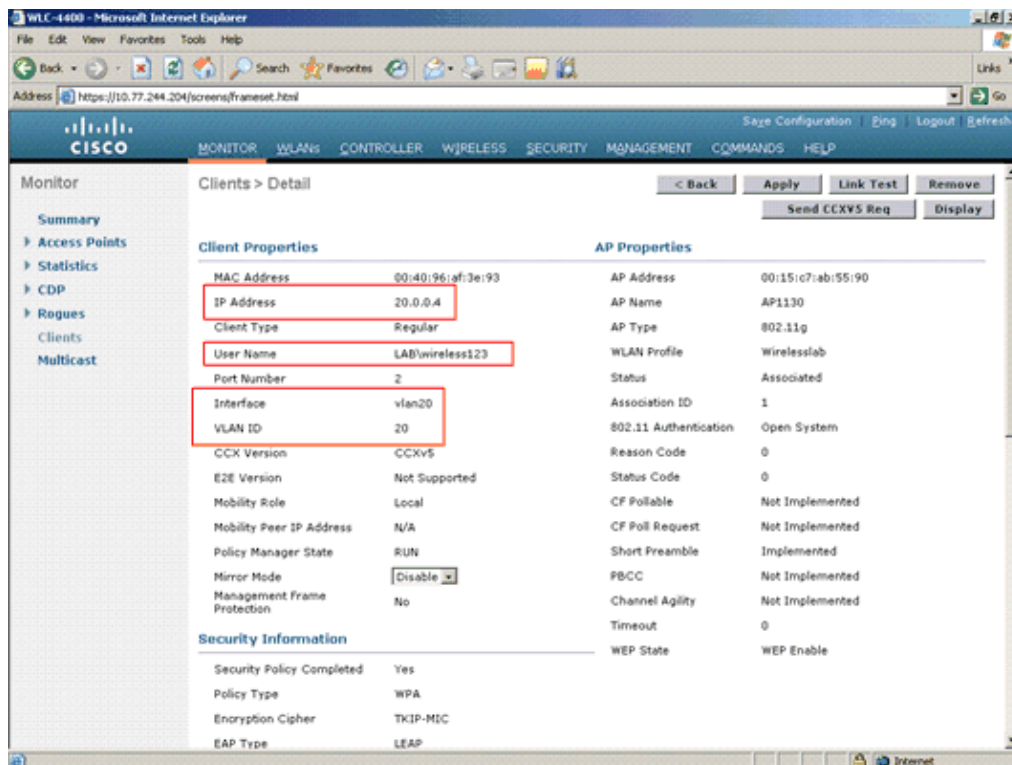 WLC-4400 - Microsoft Internet Explorer
File Edit View Favorites Tools Help
Back Search Favorites Links
Address https://10.77.244.204/screens/frameset.html Go
Save Configuration Ping Logout Refresh
CISCO MONITOR WLANs CONTROLLER WIRELESS SECURITY MANAGEMENT COMMANDS HELP
Monitor
Summary
Access Points
Statistics
CDP
Rogues
Clients
Multicast
Clients > Detail
< Back Apply Link Test Remove
Send CCXV5 Req Display
Client Properties
MAC Address 00:40:96:af:3e:93
IP Address 20.0.0.4
Client Type Regular
User Name LAB\wireless123
Port Number 2
Interface vlan20
VLAN ID 20
CCX Version CCXv5
E2E Version Not Supported
Mobility Role Local
Mobility Peer IP Address N/A
Policy Manager State RUN
Mirror Mode Disable
Management Frame
Protection No
Security Information
Security Policy Completed Yes
Policy Type WPA
Encryption Cipher TKIP-MIC
EAP Type LEAP
AP Properties
AP Address 00:15:c7:ab:55:90
AP Name AP1130
AP Type 802.11g
WLAN Profile Wirelesslab
Status Associated
Association ID 1
802.11 Authentication Open System
Reason Code 0
Status Code 0
CF Pollable Not Implemented
CF Poll Request Not Implemented
Short Preamble Implemented
PBCC Not Implemented
Channel Agility Not Implemented
Timeout 0
WEP State WEP Enable
Internet